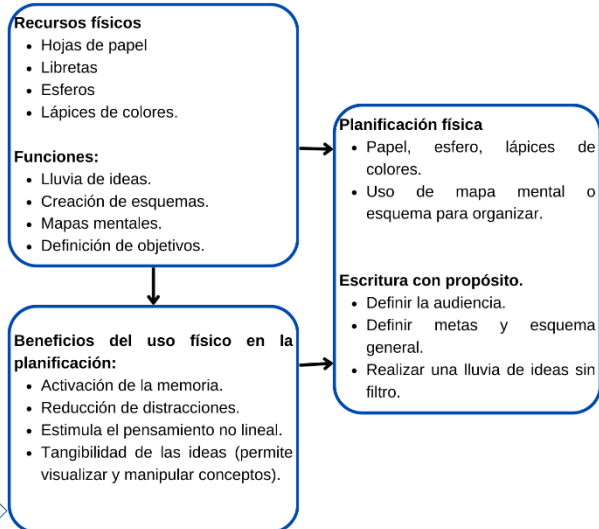 Recursos físicos
• Hojas de papel
• Libretas
• Esferos
• Lápices de colores.
Funciones:
• Lluvia de ideas.
• Creación de esquemas.
• Mapas mentales.
• Definición de objetivos.
Beneficios del uso físico en la
planificación:
• Activación de la memoria.
• Reducción de distracciones.
• Estimula el pensamiento no lineal.
• Tangibilidad de las ideas (permite
visualizar y manipular conceptos).
Planificación física
• Papel, esfero, lápices de
colores.
• Uso de mapa mental o
esquema para organizar.
Escritura con propósito.
• Definir la audiencia.
• Definir metas y esquema
general.
• Realizar una lluvia de ideas sin
filtro.